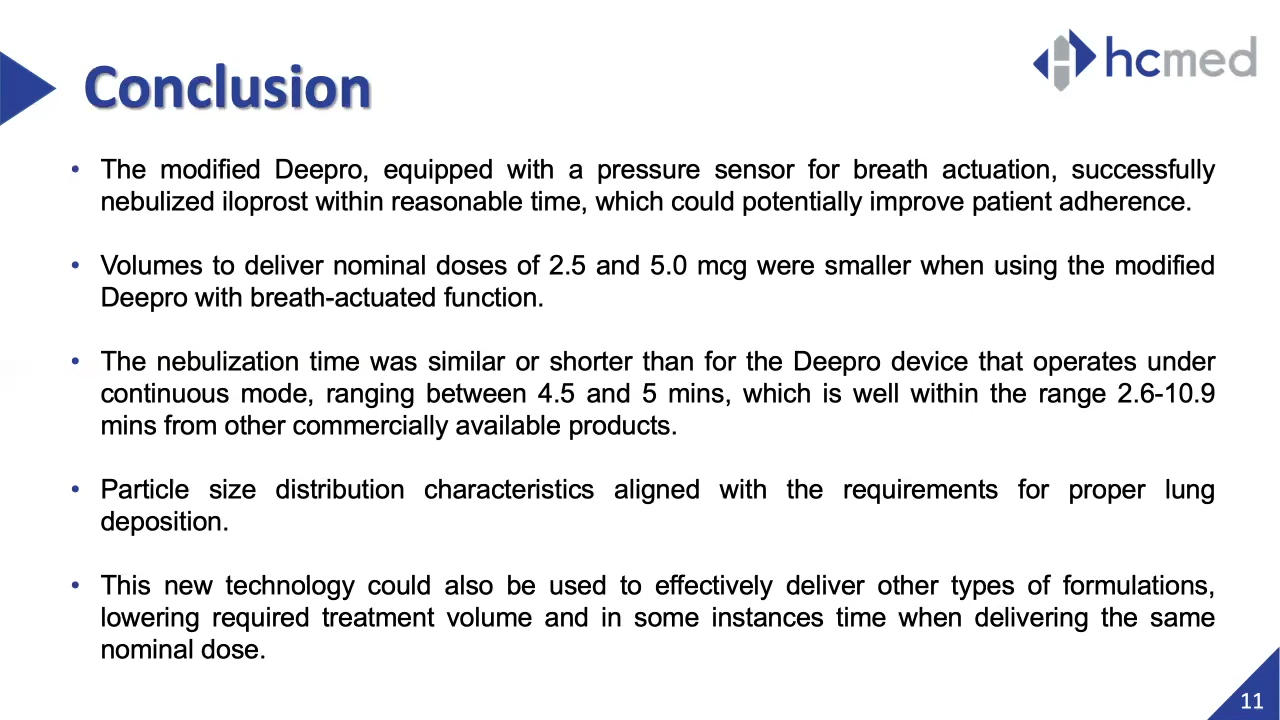 hcmed
Conclusion
• The modified Deepro, equipped with a pressure sensor for breath actuation, successfully
nebulized iloprost within reasonable time, which could potentially improve patient adherence.
• Volumes to deliver nominal doses of 2.5 and 5.0 mcg were smaller when using the modified
Deepro with breath-actuated function.
• The nebulization time was similar or shorter than for the Deepro device that operates under
continuous mode, ranging between 4.5 and 5 mins, which is well within the range 2.6-10.9
mins from other commercially available products.
• Particle size distribution characteristics aligned with the requirements for proper lung
deposition.
• This new technology could also be used to effectively deliver other types of formulations,
lowering required treatment volume and in some instances time when delivering the same
nominal dose.
11